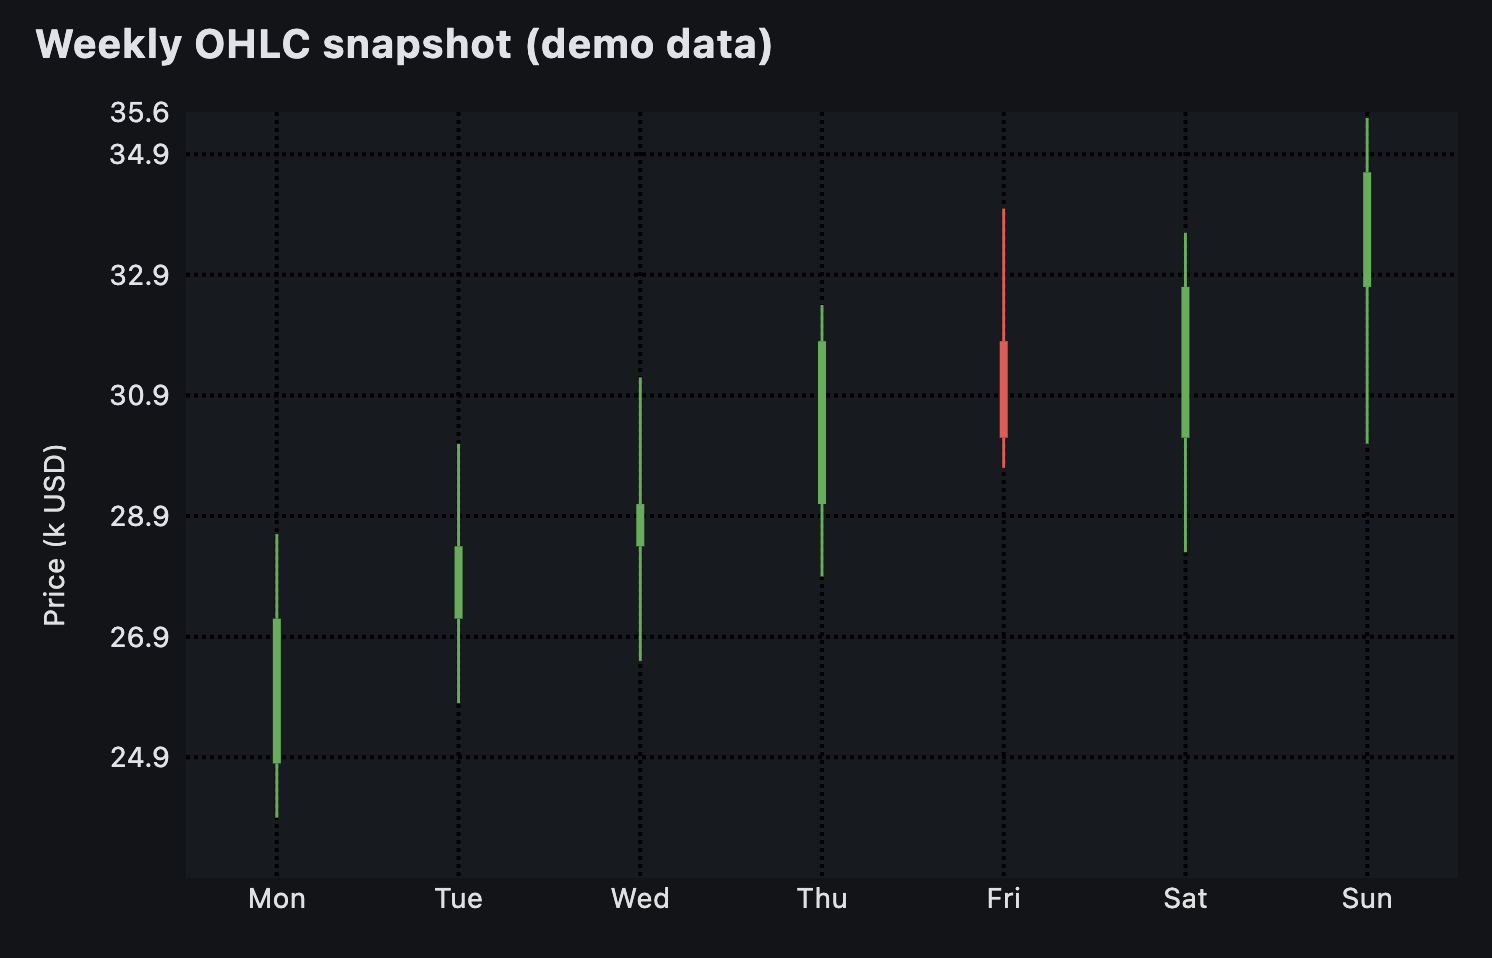 Weekly OHLC snapshot (demo data)
35.6
34.9
32.9
30.9
28.9
26.9
24.9
Price (k USD)
Mon Tue Wed Thu Fri Sat Sun